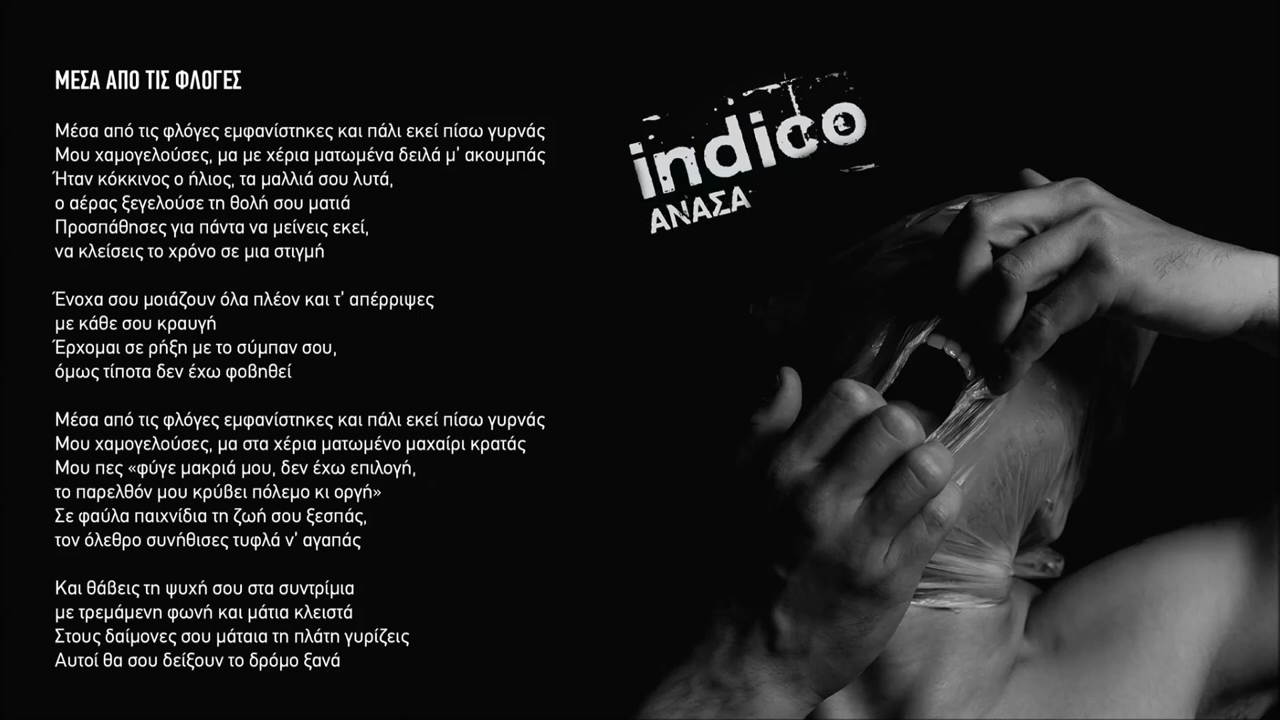 ΜΕΣΑ ΑΠΟ ΤΙΣ ΦΛΟΓΕΣ
Μέσα από τις φλόγες εμφανίστηκες και πάλι εκεί πίσω γυρνάς
Μου χαμογελούσες, μα με χέρια ματωμένα δειλά μ' ακουμπάς
Ήταν κόκκινος ο ήλιος, τα μαλλιά σου λυτά,
ο αέρας ξεγελούσε τη θολή σου ματιά
Προσπάθησες για πάντα να μείνεις εκεί,
να κλείσεις το χρόνο σε μια στιγμή
Ένοχα σου μοιάζουν όλα πλέον και τ' απέρριψες
με κάθε σου κραυγή
Έρχομαι σε ρήξη με το σύμπαν σου,
όμως τίποτα δεν έχω φοβηθεί
Μέσα από τις φλόγες εμφανίστηκες και πάλι εκεί πίσω γυρνάς
Μου χαμογελούσες, μα στα χέρια ματωμένο μαχαίρι κρατάς
Μου πες «φύγε μακριά μου, δεν έχω επιλογή,
το παρελθόν μου κρύβει πόλεμο κι οργή»
Σε φαύλα παιχνίδια τη ζωή σου ξεσπάς,
τον όλεθρο συνήθισες τυφλά ν' αγαπάς
Και θάβεις τη ψυχή σου στα συντρίμια
με τρεμάμενη φωνή και μάτια κλειστά
Στους δαίμονες σου μάταια τη πλάτη γυρίζεις
Αυτοί θα σου δείξουν το δρόμο ξανά
indico
ΑΝΑΣΑ